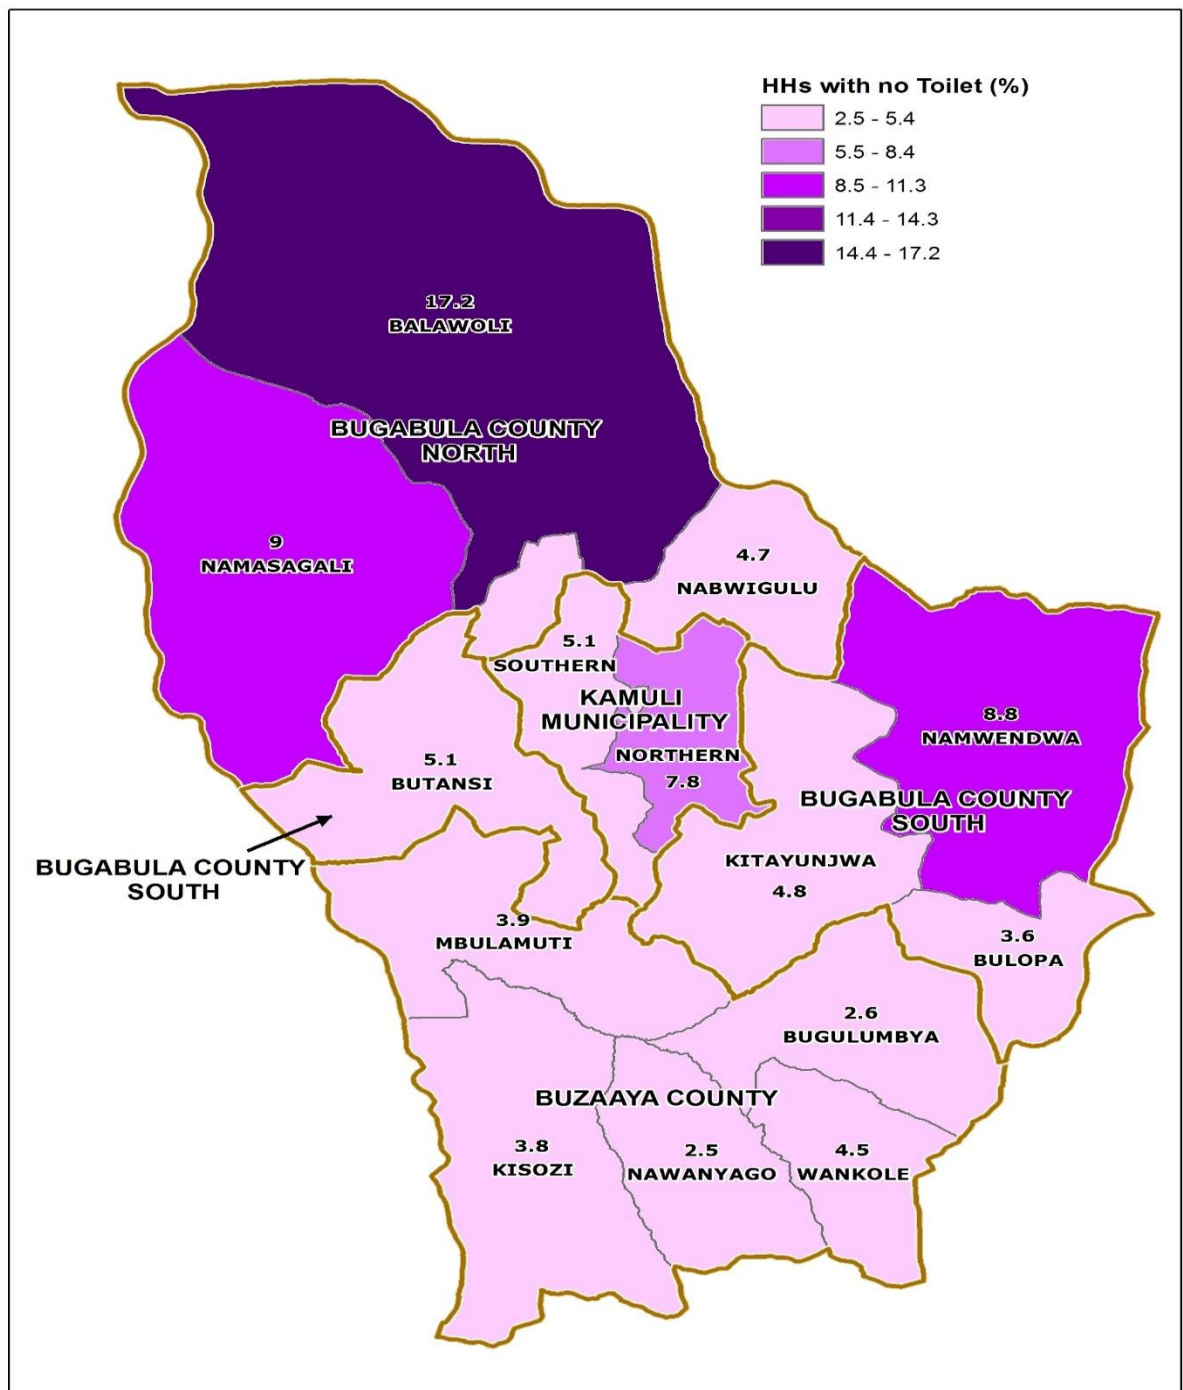 HHs with no Toilet (%)
2.5 - 5.4
5.5 - 8.4
8.5 - 11.3
11.4 - 14.3
14.4 - 17.2
17.2
BALAWOLI
BUGABULA COUNTY
NORTH
9
NAMASAGALI
4.7
NABWIGULU
5.1
SOUTHERN
KAMULI
MUNICIPALITY
NORTHERN
7.8
8.8
NAMWENDWA
5.1
BUTANSI
BUGABULA COUNTY
SOUTH
BUGABULA COUNTY
SOUTH
KITAYUNJWA
4.8
3.9
MBULAMUTI
3.6
BULOPA
2.6
BUGULUMBYA
BUZAAYA COUNTY
3.8
KISOZI
2.5
NAWANYAGO
4.5
WANKOLE